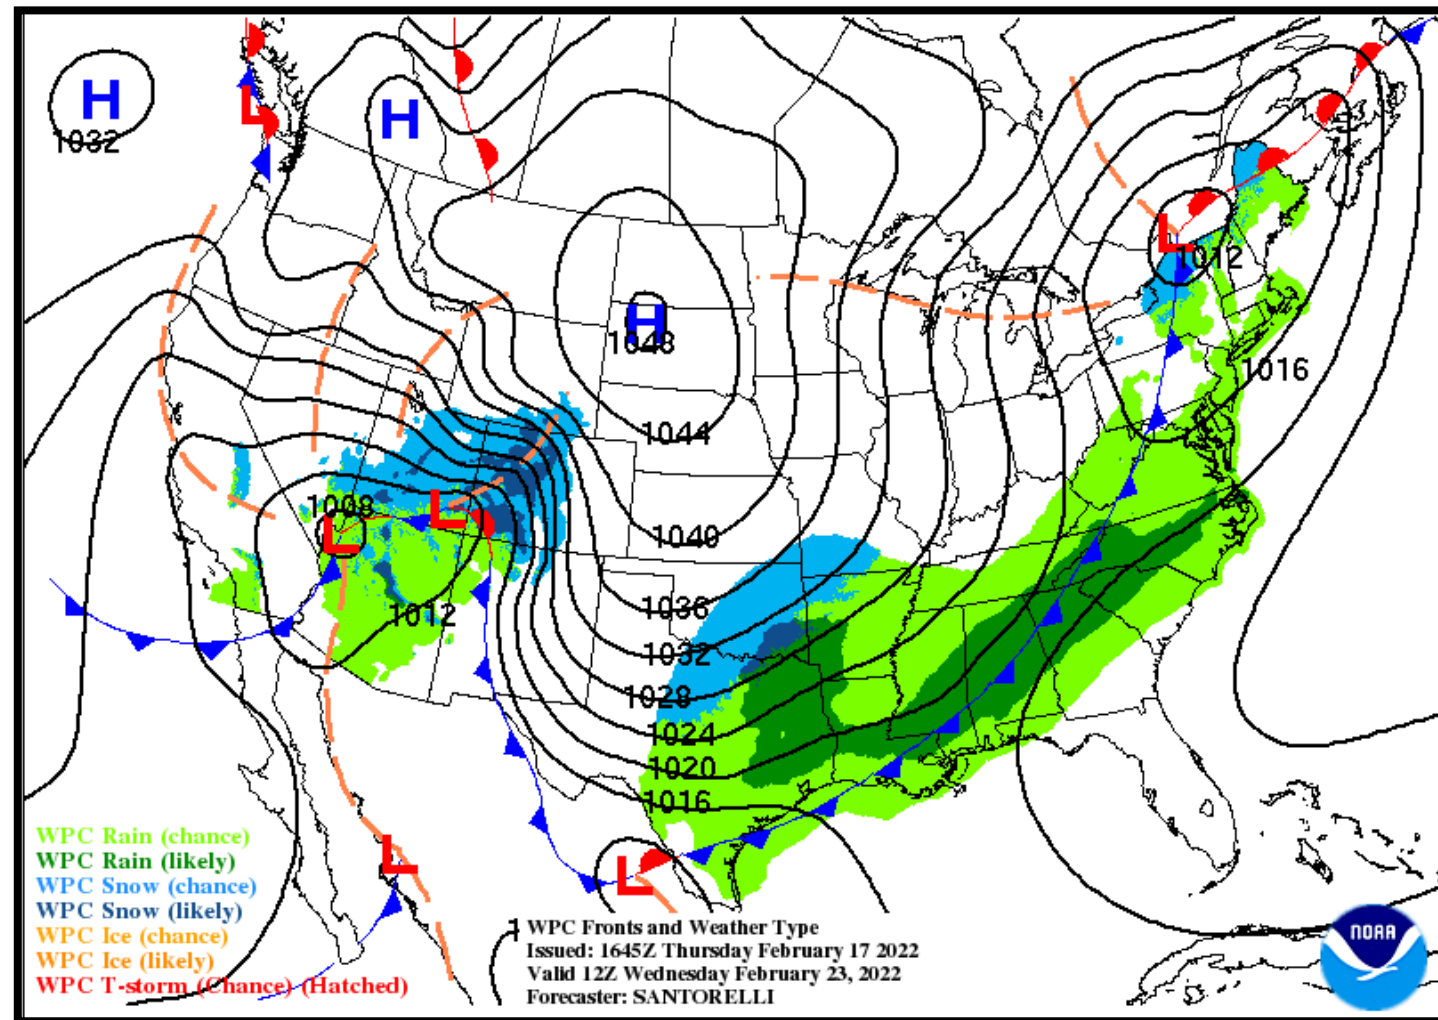 H
1032
L
H
L
1012
H
1048
1016
1044
1008
L
L
1040
1012
1036
1032
1028
1024
1020
1016
L
L
WPC Rain (chance)
WPC Rain (likely)
WPC Snow (chance)
WPC Snow (likely)
WPC Ice (chance)
WPC Ice (likely)
WPC T-storm (Chance) (Hatched)
1
WPC Fronts and Weather Type
Issued: 1645Z Thursday February 17 2022
Valid 12Z Wednesday February 23, 2022
Forecaster: SANTORELLI
NOAA